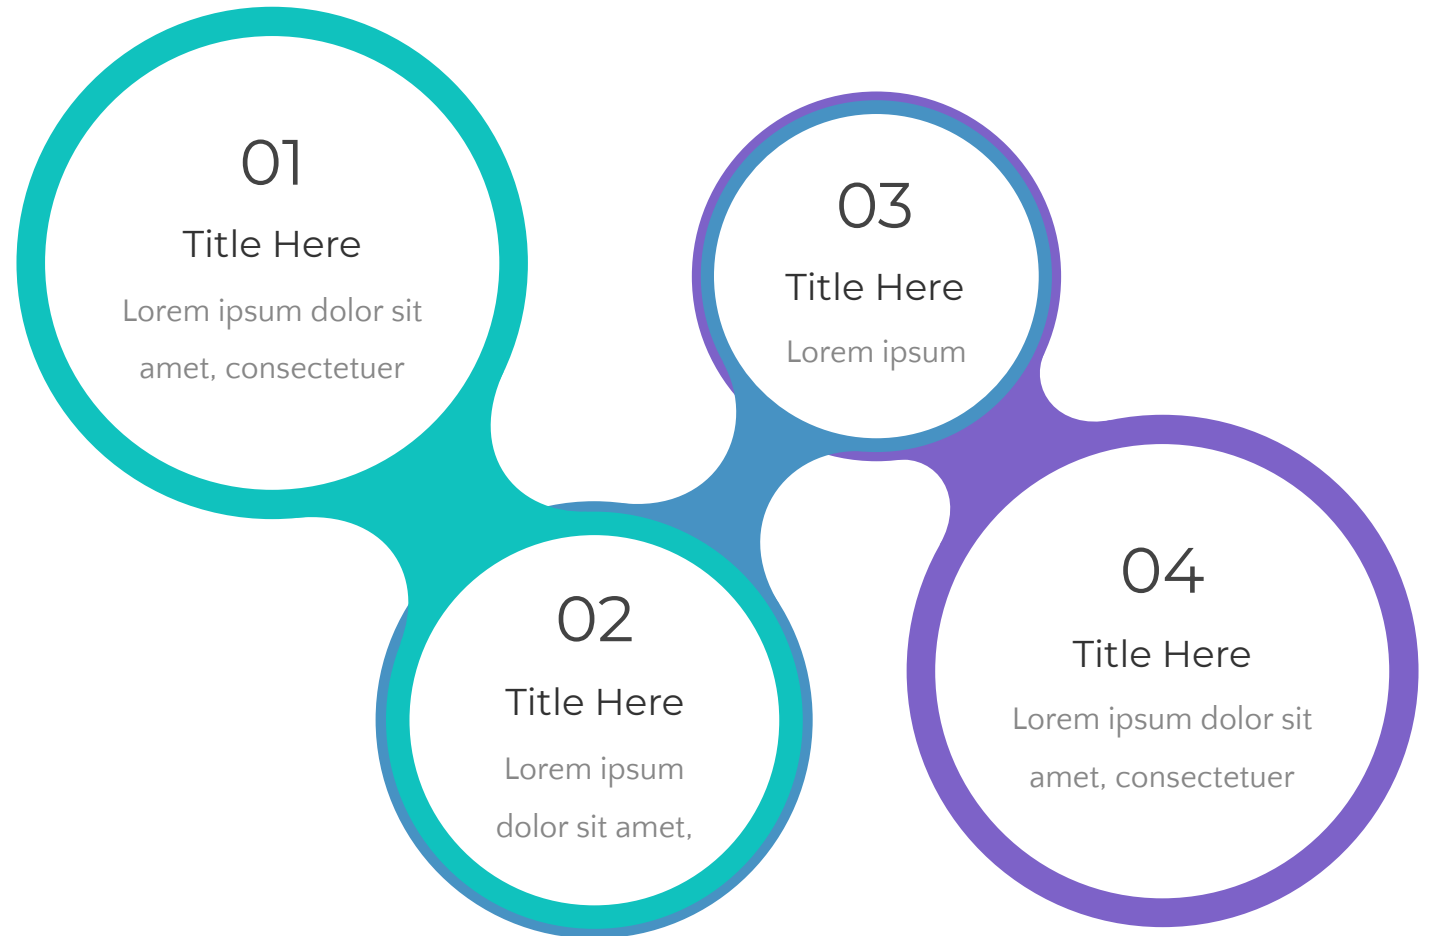 01
Title Here
Lorem ipsum dolor sit
amet, consectetuer
02
Title Here
Lorem ipsum
dolor sit amet,
03
Title Here
Lorem ipsum
04
Title Here
Lorem ipsum dolor sit
amet, consectetuer